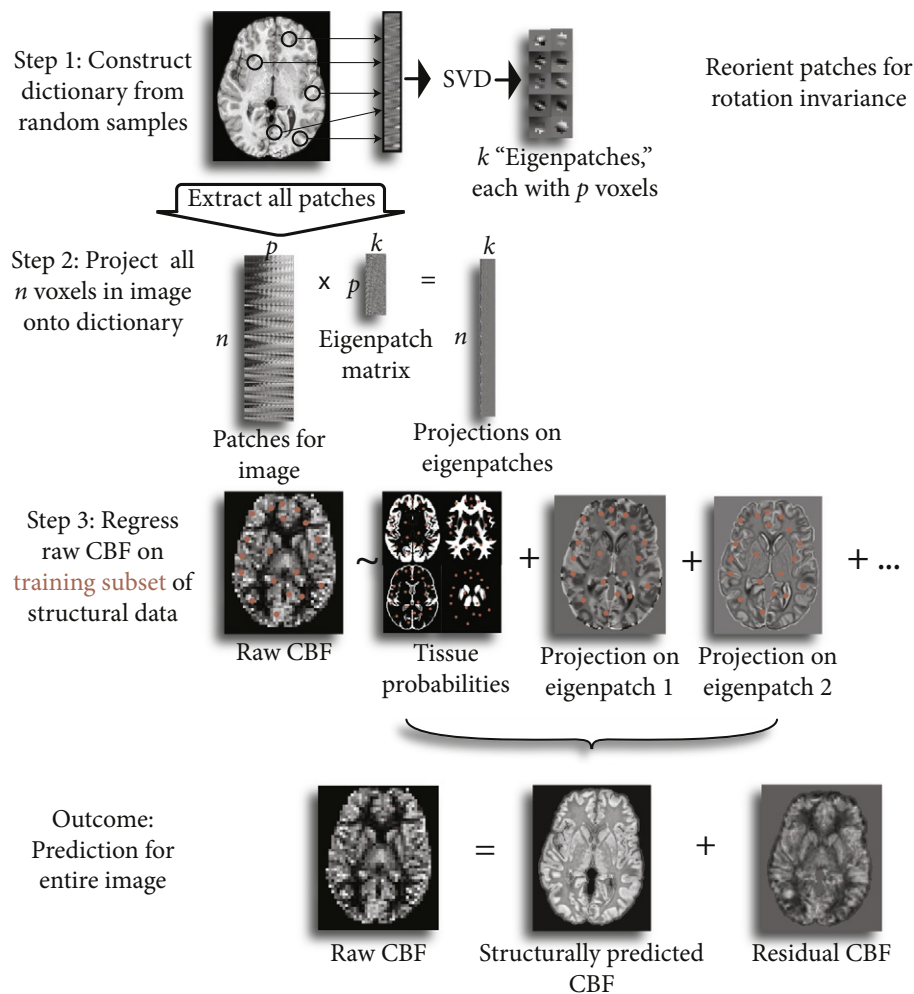 Step 1: Construct
dictionary from
random samples
SVD
k “Eigenpatches,”
each with p voxels
Reorient patches for
rotation invariance
Extract all patches
Step 2: Project all
n voxels in image
onto dictionary
p
n
Patches for
image
x
k
p
Eigenpatch
matrix
=
k
n
Projections on
eigenpatches
Step 3: Regress
raw CBF on
training subset of
structural data
Raw CBF
~
Tissue
probabilities
+
Projection on
eigenpatch 1
+
Projection on
eigenpatch 2
+ ...
Outcome:
Prediction for
entire image
Raw CBF
=
Structurally predicted
CBF
+
Residual CBF